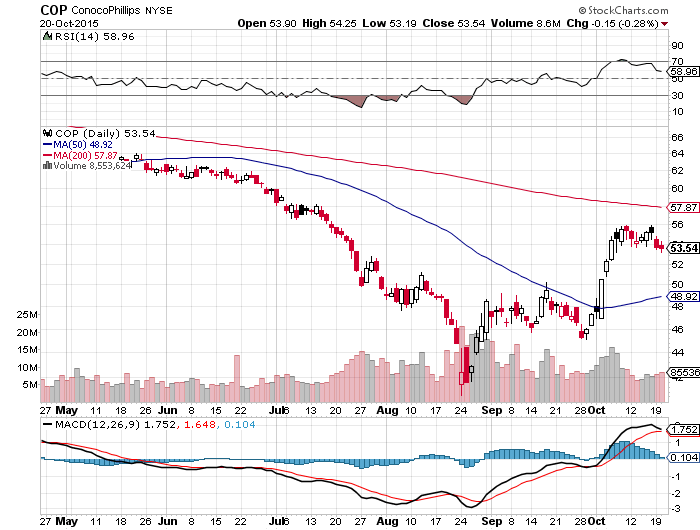 COP ConocoPhillips NYSE © StockCharts.com
20-Oct-2015 Open 53.90 High 54.25 Low 53.19 Close 53.54 Volume 8.6M Chg -0.15 (-0.28%)
RSI(14) 58.96
90
70
58.96
50
30
10
COP (Daily) 53.54
MA(50) 48.92
MA(200) 57.87
Volume 8,553,624
66
64
62
60
57.87
56
53.54
52
50
48.92
48
46
44
42
25M
20M
15M
10M
5M
85536
27 May 11 18 26 Jun 8 15 22 Jul 6 13 20 27 Aug 10 17 24 Sep 8 14 21 28 Oct 12 19
MACD(12,26,9) 1.752, 1.648, 0.104
1.752
1
0.104
-1
-2
-3
27 May 11 18 26 Jun 8 15 22 Jul 6 13 20 27 Aug 10 17 24 Sep 8 14 21 28 Oct 12 19